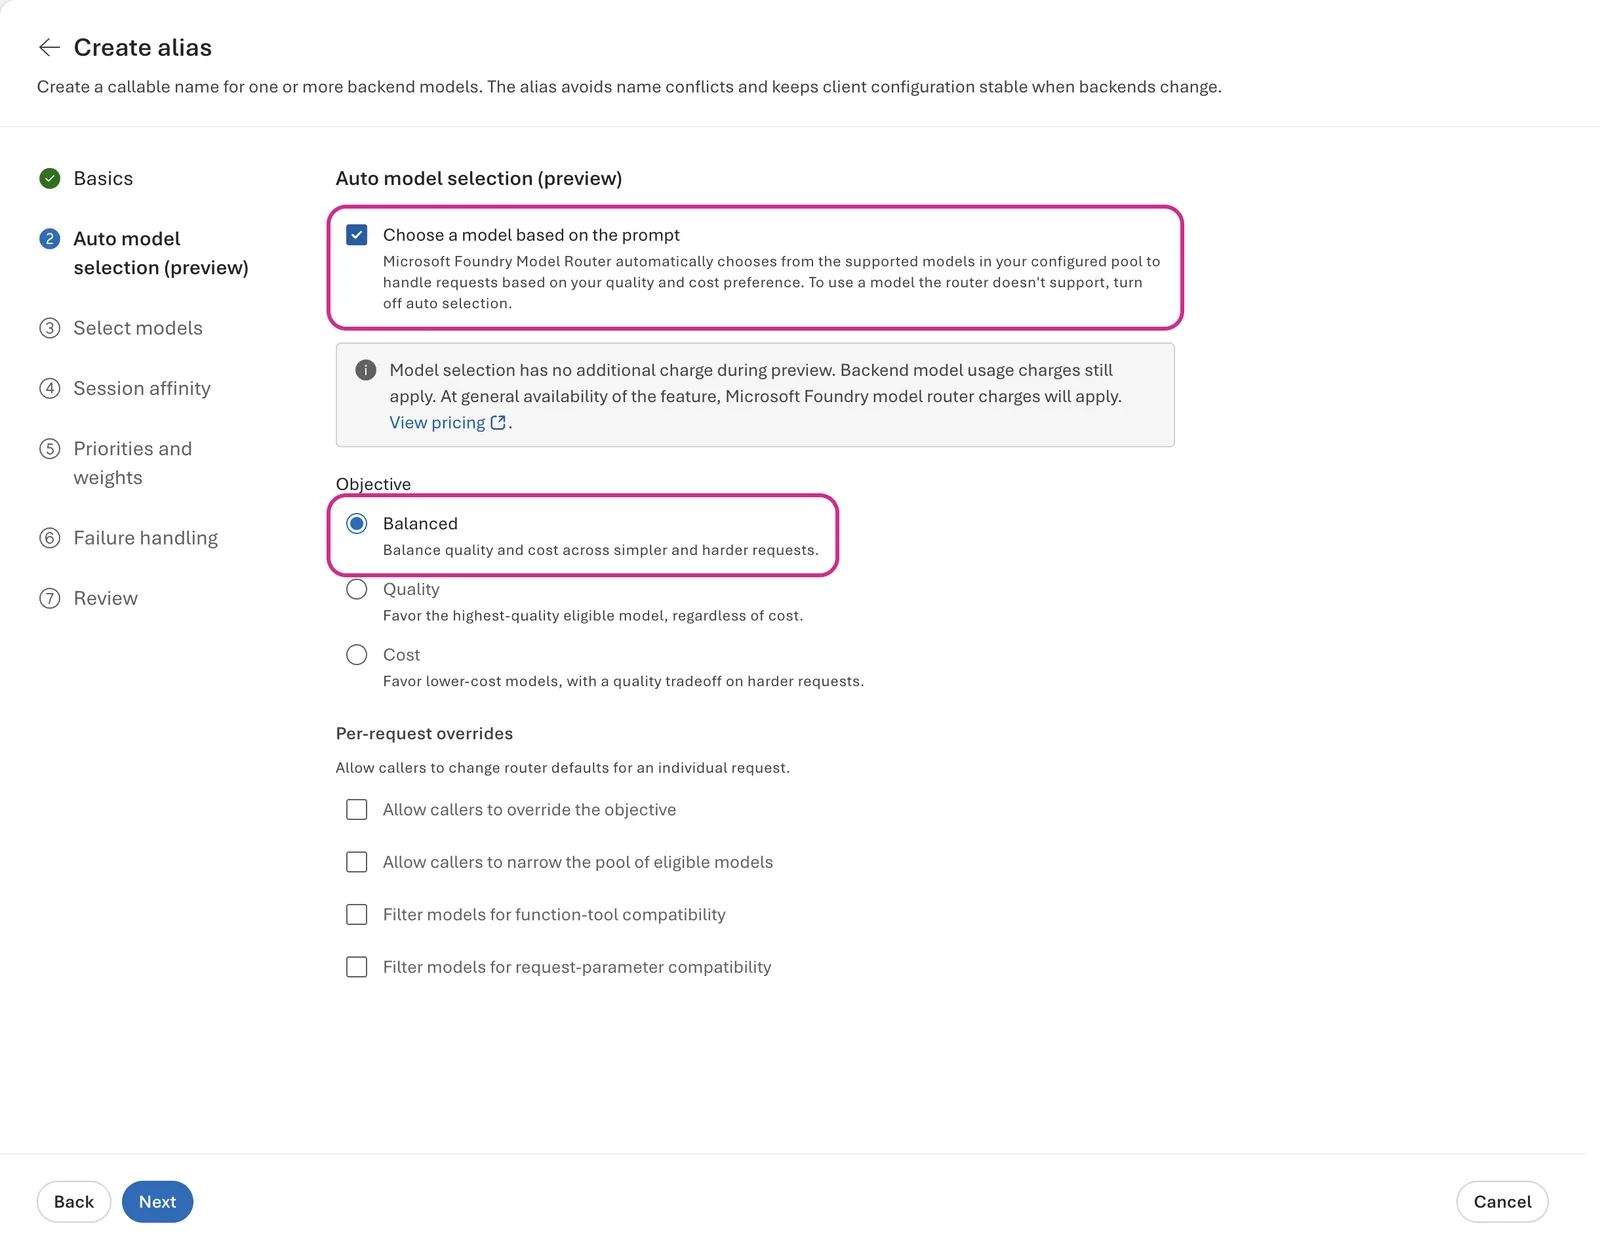 Create alias
Create a callable name for one or more backend models. The alias avoids name conflicts and keeps client configuration stable when backends change.
Basics
2 Auto model
selection (preview)
3 Select models
4 Session affinity
5 Priorities and
weights
6 Failure handling
7 Review
Auto model selection (preview)
Choose a model based on the prompt
Microsoft Foundry Model Router automatically chooses from the supported models in your configured pool to
handle requests based on your quality and cost preference. To use a model the router doesn't support, turn
off auto selection.
Model selection has no additional charge during preview. Backend model usage charges still
apply. At general availability of the feature, Microsoft Foundry model router charges will apply.
View pricing.
Objective
Balanced
Balance quality and cost across simpler and harder requests.
Quality
Favor the highest-quality eligible model, regardless of cost.
Cost
Favor lower-cost models, with a quality tradeoff on harder requests.
Per-request overrides
Allow callers to change router defaults for an individual request.
Allow callers to override the objective
Allow callers to narrow the pool of eligible models
Filter models for function-tool compatibility
Filter models for request-parameter compatibility
Back
Next
Cancel